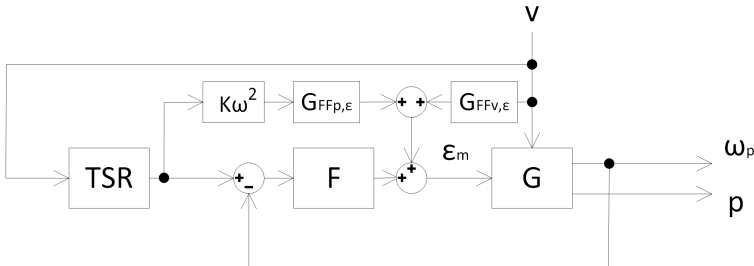 v
Kω²
G_FFp,ε
+ +
G_FFv,ε
TSR
+ -
F
+ +
ε_m
G
ω_p
p